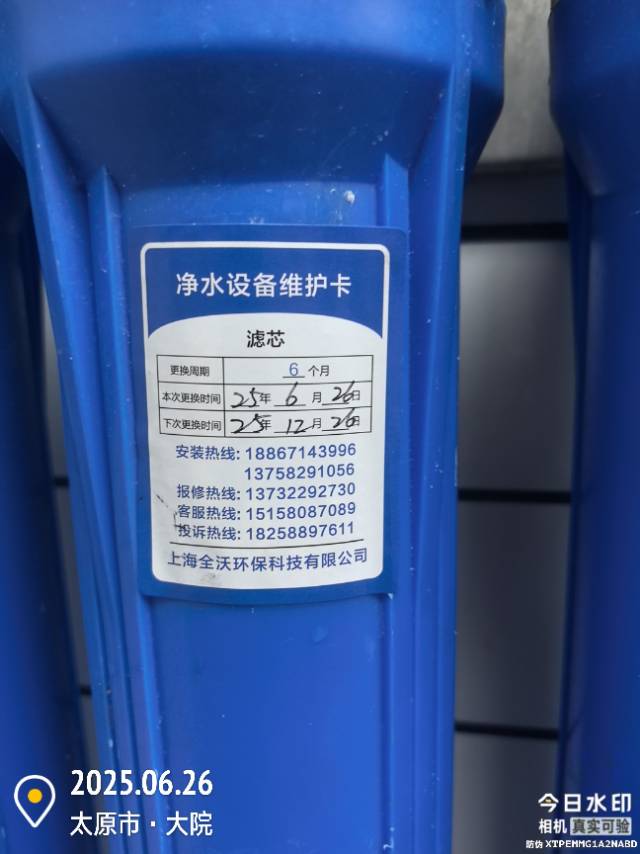 净水设备维护卡
滤芯
更换周期 6 个月
本次更换时间 25年 6 月 26日
下次更换时间 25年 12月 26日
安装热线: 18867143996
13758291056
报修热线: 13732292730
客服热线: 15158087089
投诉热线: 18258897611
上海全沃环保科技有限公司
2025.06.26
太原市·大院
今日水印
相机 真实可验
防伪 XTPEMMG1A2NABD